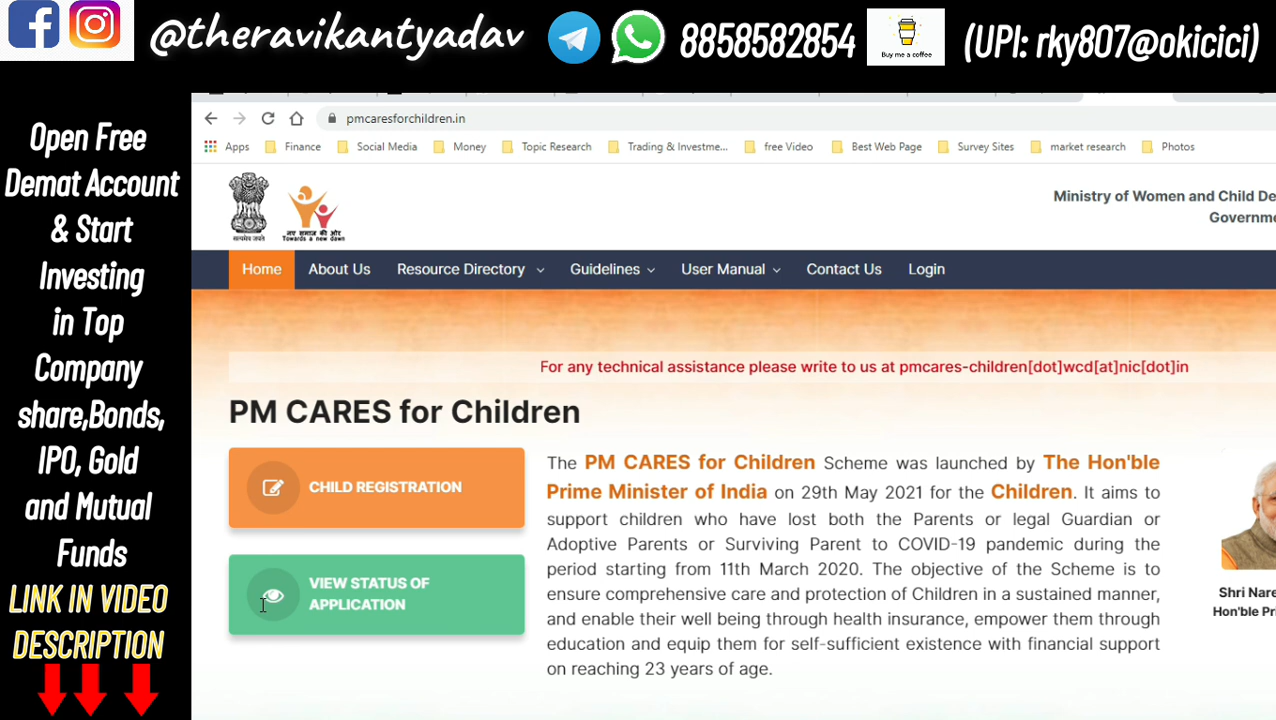 @theravikantyadav
8858582854
Buy me a coffee
(UPI: rky807@okicici)
Open Free
Demat Account
& Start
Investing
in Top
Company
share,Bonds,
IPO, Gold
and Mutual
Funds
LINK IN VIDEO
DESCRIPTION
pmcaresforchildren.in
Apps Finance Social Media Money Topic Research Trading & Investme... free Video Best Web Page Survey Sites market research Photos
सत्यमेव जयते
नए समाज की ओर
Towards a new dawn
Ministry of Women and Child De
Governme
Home About Us Resource Directory Guidelines User Manual Contact Us Login
For any technical assistance please write to us at pmcares-children[dot]wcd[at]nic[dot]in
PM CARES for Children
CHILD REGISTRATION
VIEW STATUS OF
APPLICATION
The PM CARES for Children Scheme was launched by The Hon'ble
Prime Minister of India on 29th May 2021 for the Children. It aims to
support children who have lost both the Parents or legal Guardian or
Adoptive Parents or Surviving Parent to COVID-19 pandemic during the
period starting from 11th March 2020. The objective of the Scheme is to
ensure comprehensive care and protection of Children in a sustained manner,
and enable their well being through health insurance, empower them through
education and equip them for self-sufficient existence with financial support
on reaching 23 years of age.
Shri Nare
Hon'ble Pri